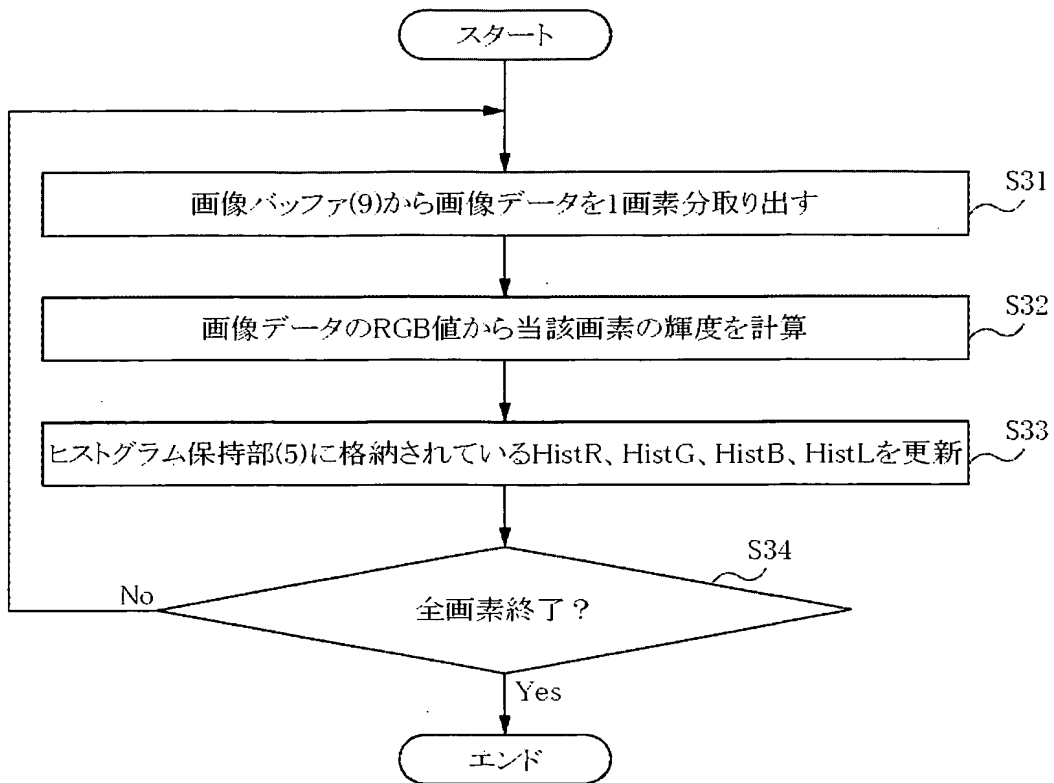 スタート
画像バッファ(9)から画像データを1画素分取り出す
S31
画像データのRGB値から当該画素の輝度を計算
S32
ヒストグラム保持部(5)に格納されているHistR、HistG、HistB、HistLを更新
S33
S34
全画素終了？
No
Yes
エンド